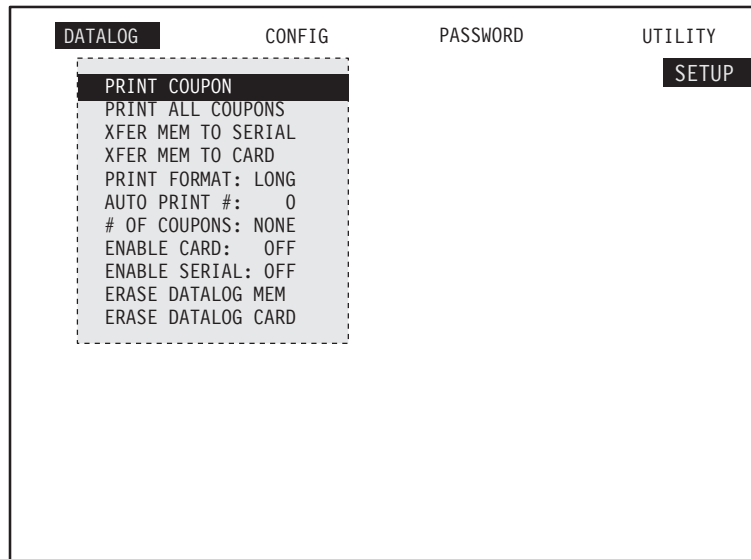 DATALOG CONFIG PASSWORD UTILITY
SETUP
PRINT COUPON
PRINT ALL COUPONS
XFER MEM TO SERIAL
XFER MEM TO CARD
PRINT FORMAT: LONG
AUTO PRINT #: 0
# OF COUPONS: NONE
ENABLE CARD: OFF
ENABLE SERIAL: OFF
ERASE DATALOG MEM
ERASE DATALOG CARD